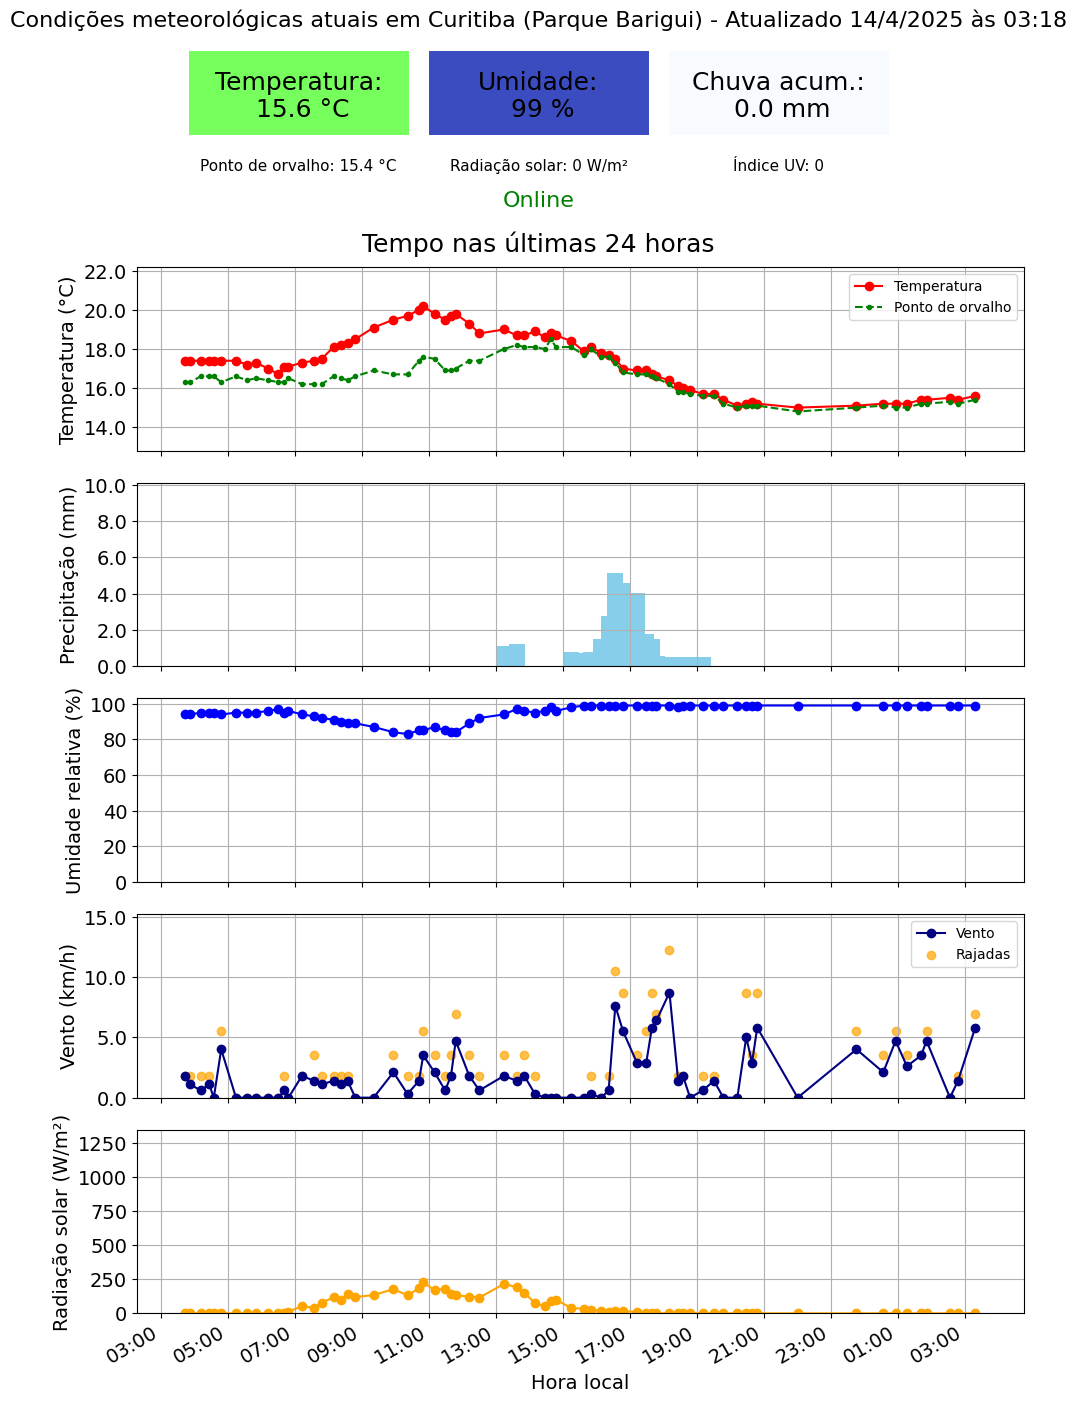 Condições meteorológicas atuais em Curitiba (Parque Barigui) - Atualizado 14/4/2025 às 03:18
Temperatura:
15.6 °C
Umidade:
99 %
Chuva acum.:
0.0 mm
Ponto de orvalho: 15.4 °C
Radiação solar: 0 W/m²
Índice UV: 0
Online
Tempo nas últimas 24 horas
Temperatura (°C)
22.0
20.0
18.0
16.0
14.0
Temperatura
Ponto de orvalho
Precipitação (mm)
10.0
8.0
6.0
4.0
2.0
0.0
Umidade relativa (%)
100
80
60
40
20
0
Vento (km/h)
15.0
10.0
5.0
0.0
Vento
Rajadas
Radiação solar (W/m²)
1250
1000
750
500
250
0
03:00
05:00
07:00
09:00
11:00
13:00
15:00
17:00
19:00
21:00
23:00
01:00
03:00
Hora local